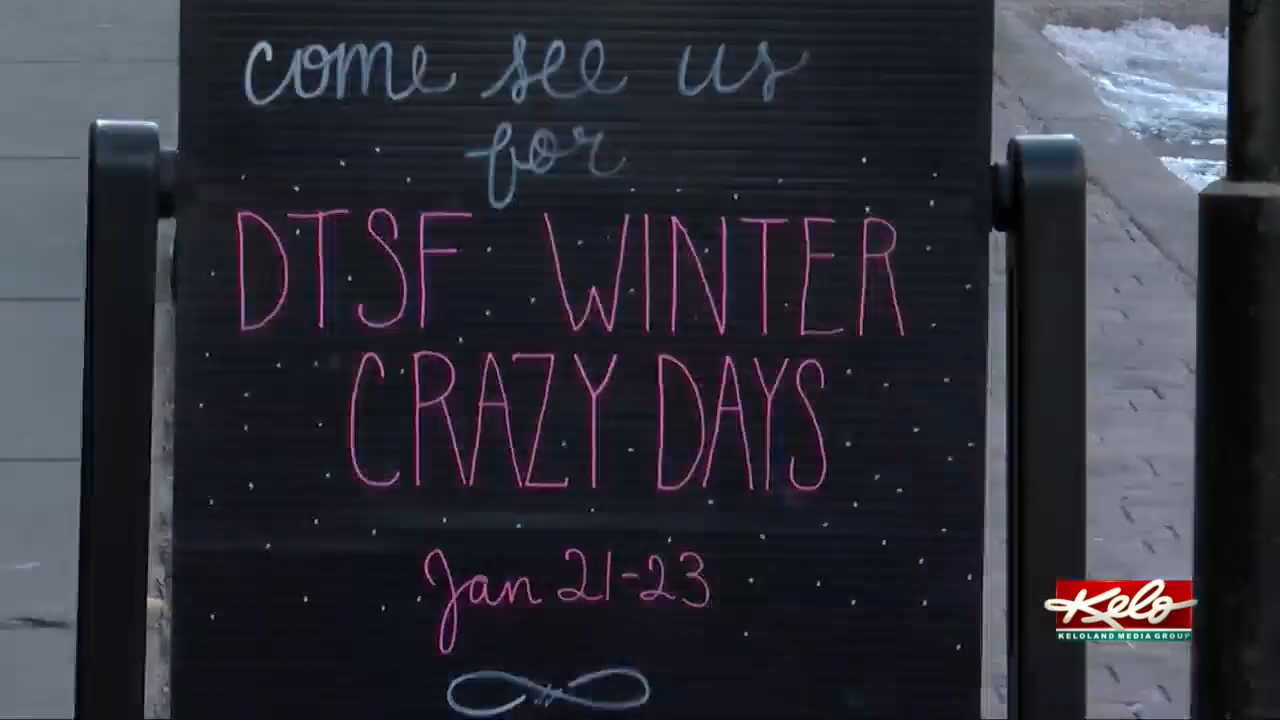 come see us
for
DTSF WINTER
CRAZY DAYS
Jan 21-23
Kelo
KELOLAND MEDIA GROUP